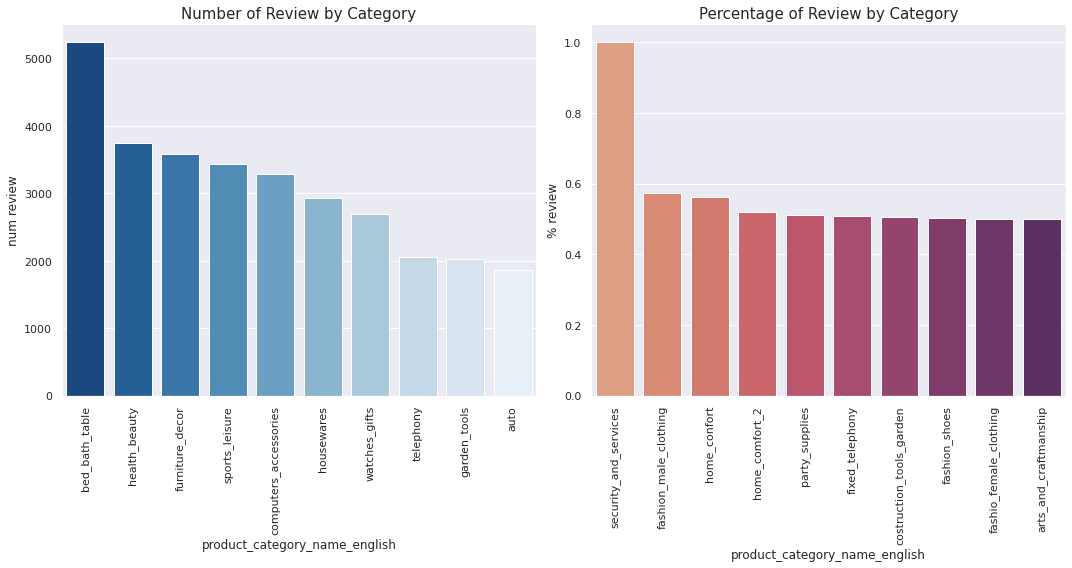 Number of Review by Category
num review
5000
4000
3000
2000
1000
0
bed_bath_table
health_beauty
furniture_decor
sports_leisure
computers_accessories
housewares
watches_gifts
telephony
garden_tools
auto
product_category_name_english
Percentage of Review by Category
% review
1.0
0.8
0.6
0.4
0.2
0.0
security_and_services
fashion_male_clothing
home_confort
home_comfort_2
party_supplies
fixed_telephony
costruction_tools_garden
fashion_shoes
fashio_female_clothing
arts_and_craftmanship
product_category_name_english